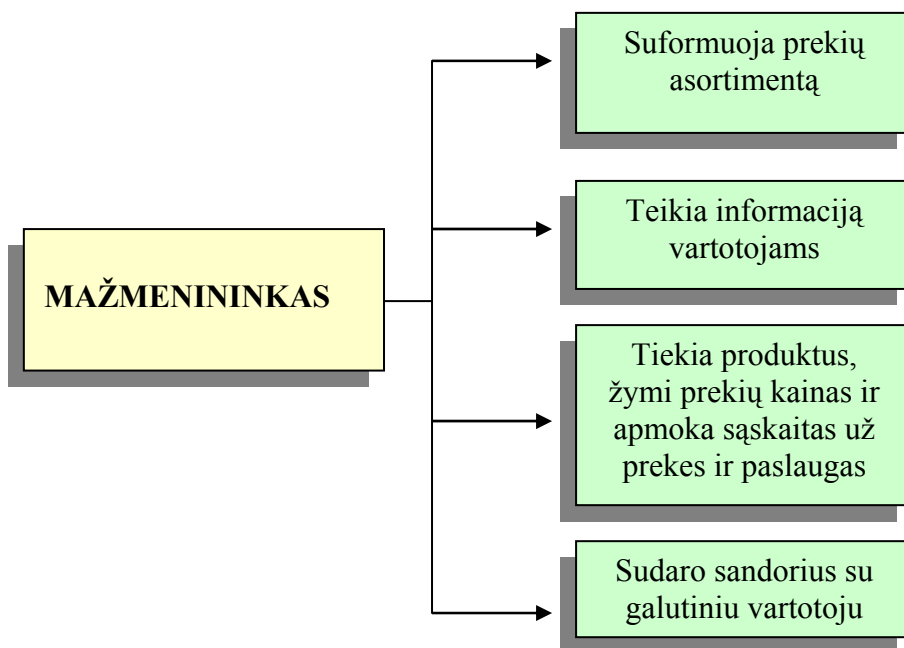 Suformuoja prekių
asortimentą
Teikia informaciją
vartotojams
MAŽMENININKAS
Tiekia produktus,
žymi prekių kainas ir
apmoka sąskaitas už
prekes ir paslaugas
Sudaro sandorius su
galutiniu vartotoju